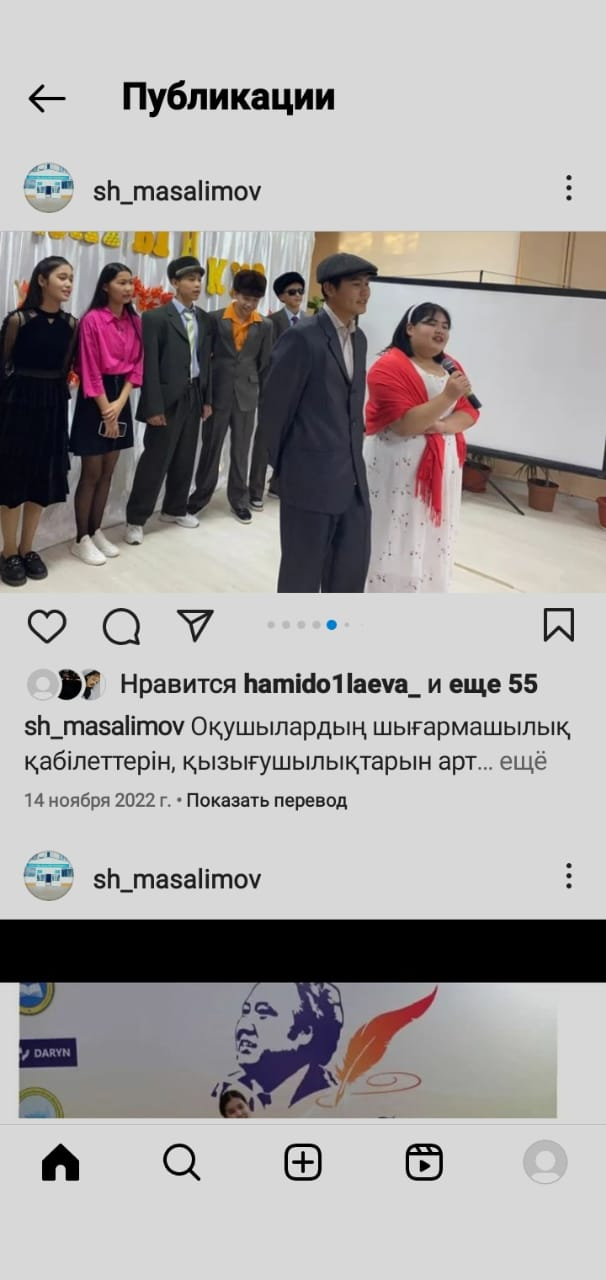 Публикации
sh_masalimov
Нравится hamido1laeva_ и еще 55
sh_masalimov Оқушылардың шығармашылық
қабілеттерін, қызығушылықтарын арт... ещё
14 ноября 2022 г. • Показать перевод
sh_masalimov
DARYN